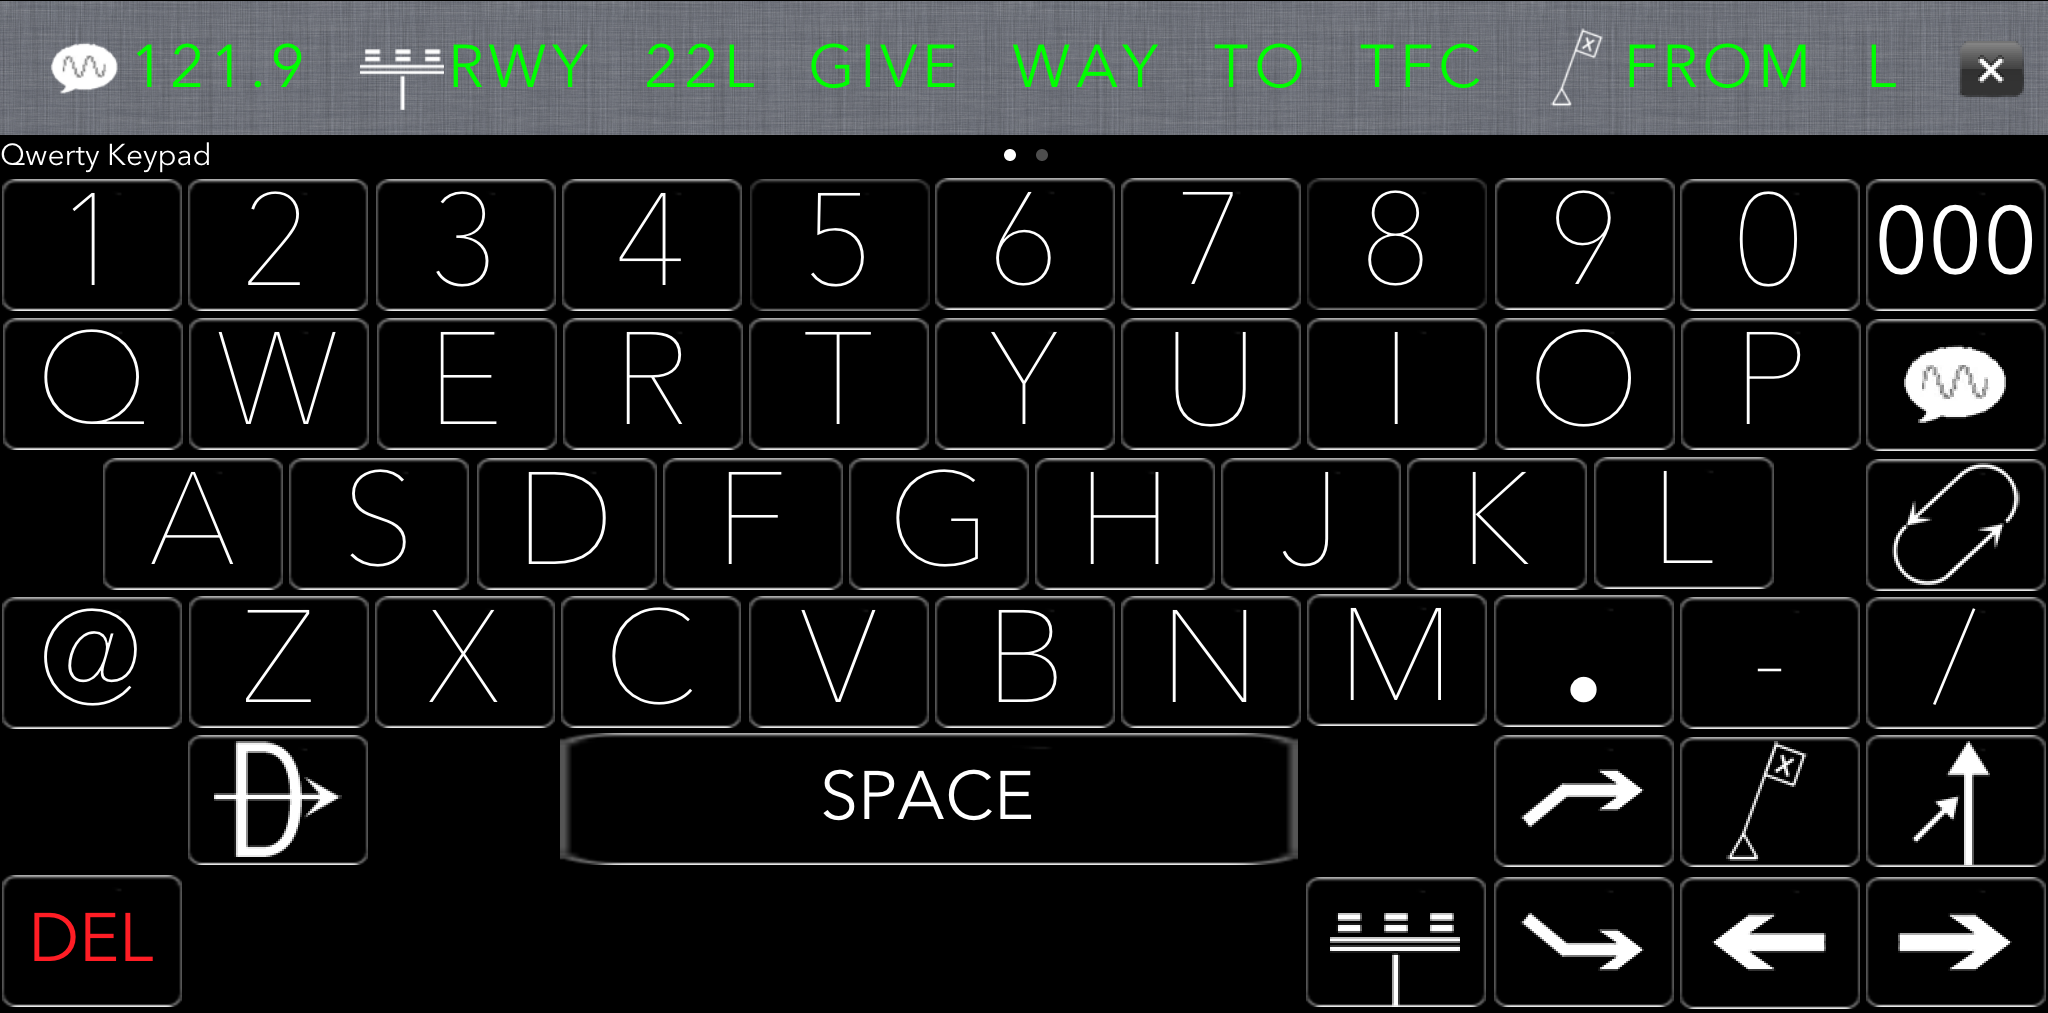 121.9 RWY 22L GIVE WAY TO TFC X FROM L X
Qwerty Keypad
1 2 3 4 5 6 7 8 9 0 000
Q W E R T Y U I O P
A S D F G H J K L
@ Z X C V B N M . - /
D SPACE X
DEL